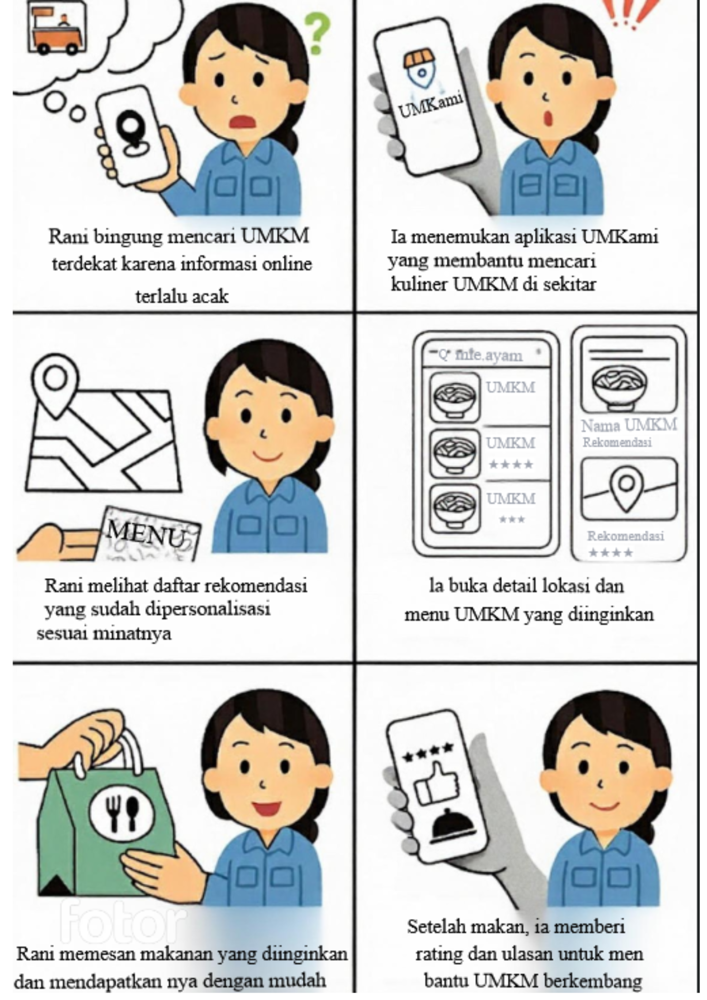 ?
!!!
UMKami
Rani bingung mencari UMKM
terdekat karena informasi online
terlalu acak
Ia menemukan aplikasi UMKami
yang membantu mencari
kuliner UMKM di sekitar
MENU
Rani melihat daftar rekomendasi
yang sudah dipersonalisasi
sesuai minatnya
ayam
UMKM
UMKM
★★★★
UMKM
★★★
Nama UMKM
Rekomendasi
Rekomendasi
★★★★
Ia buka detail lokasi dan
menu UMKM yang diinginkan
fotor
Rani memesan makanan yang diinginkan
dan mendapatkan nya dengan mudah
★★★★
Setelah makan, ia memberi
rating dan ulasan untuk men
bantu UMKM berkembang